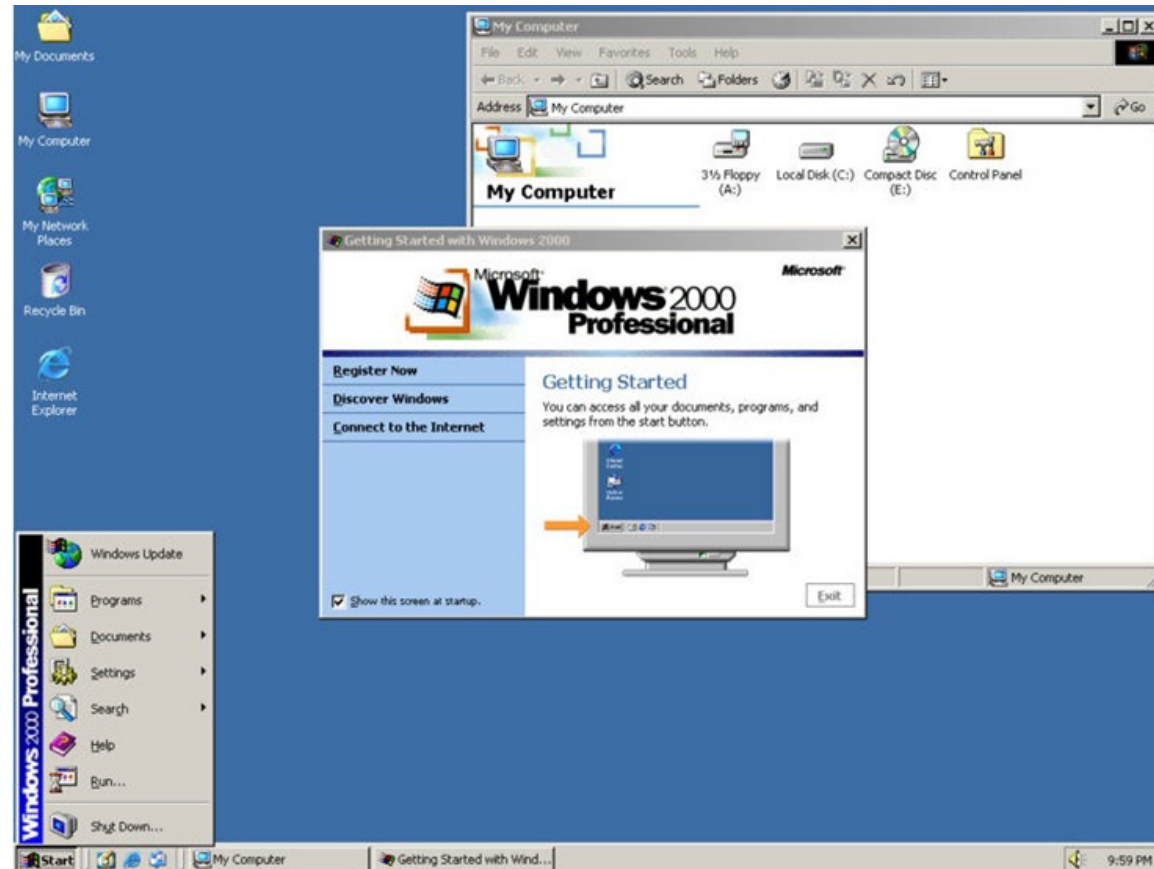 My Documents
My Computer
My Network
Places
Recycle Bin
Internet
Explorer
My Computer
File Edit View Favorites Tools Help
Back Search Folders
Address My Computer Go
My Computer
3½ Floppy
(A:)
Local Disk (C:)
Compact Disc
(E:)
Control Panel
My Computer
Getting Started with Windows 2000
Microsoft
Microsoft
Windows 2000
Professional
Register Now
Discover Windows
Connect to the Internet
Getting Started
You can access all your documents, programs, and
settings from the start button.
Show this screen at startup.
Exit
Windows 2000 Professional
Windows Update
Programs
Documents
Settings
Search
Help
Run...
Shut Down...
Start My Computer Getting Started with Wind... 9:59 PM